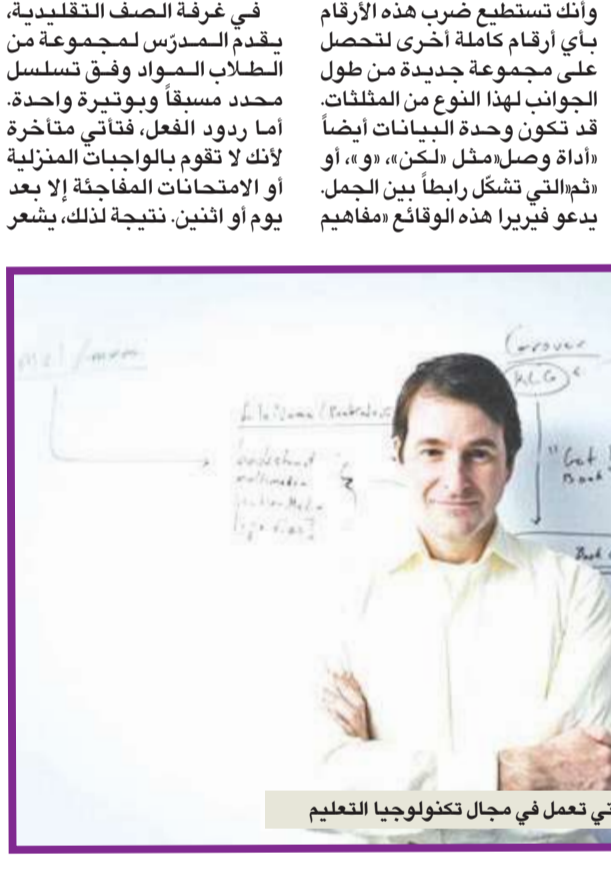 وأنك تستطيع ضرب هذه الأرقام
بأي أرقام كاملة أخرى لتحصل
على مجموعة جديدة من طول
الجوانب لهذا النوع من المثلثات.
قد تكون وحدة البيانات أيضاً
«أداة وصل«مثل «لكن»، «و»، أو
«ثم«التي تشكّل رابطاً بين الجمل.
يدعو فيريرا هذه الوقائع «مفاهيم
في غرفة الصف التقليدية،
يقدم المدرّس لمجموعة من
الطلاب المواد وفق تسلسل
محدد مسبقاً وبوتيرة واحدة.
أما ردود الفعل، فتأتي متأخرة
لأنك لا تقوم بالواجبات المنزلية
أو الامتحانات المفاجئة إلا بعد
يوم أو اثنين. نتيجة لذلك، يشعر
Grover
KLG
"Get
Book
تي تعمل في مجال تكنولوجيا التعليم